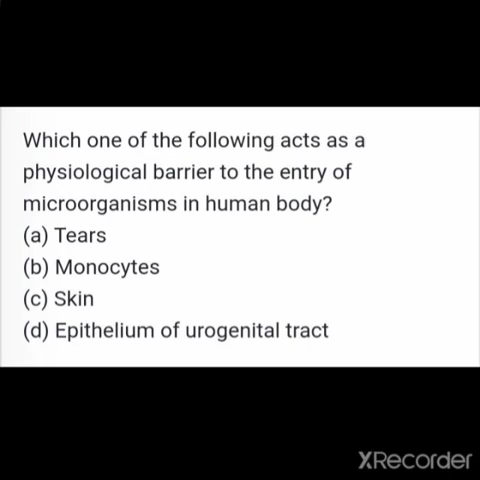 Which one of the following acts as a
physiological barrier to the entry of
microorganisms in human body?
(a) Tears
(b) Monocytes
(c) Skin
(d) Epithelium of urogenital tract
XRecorder